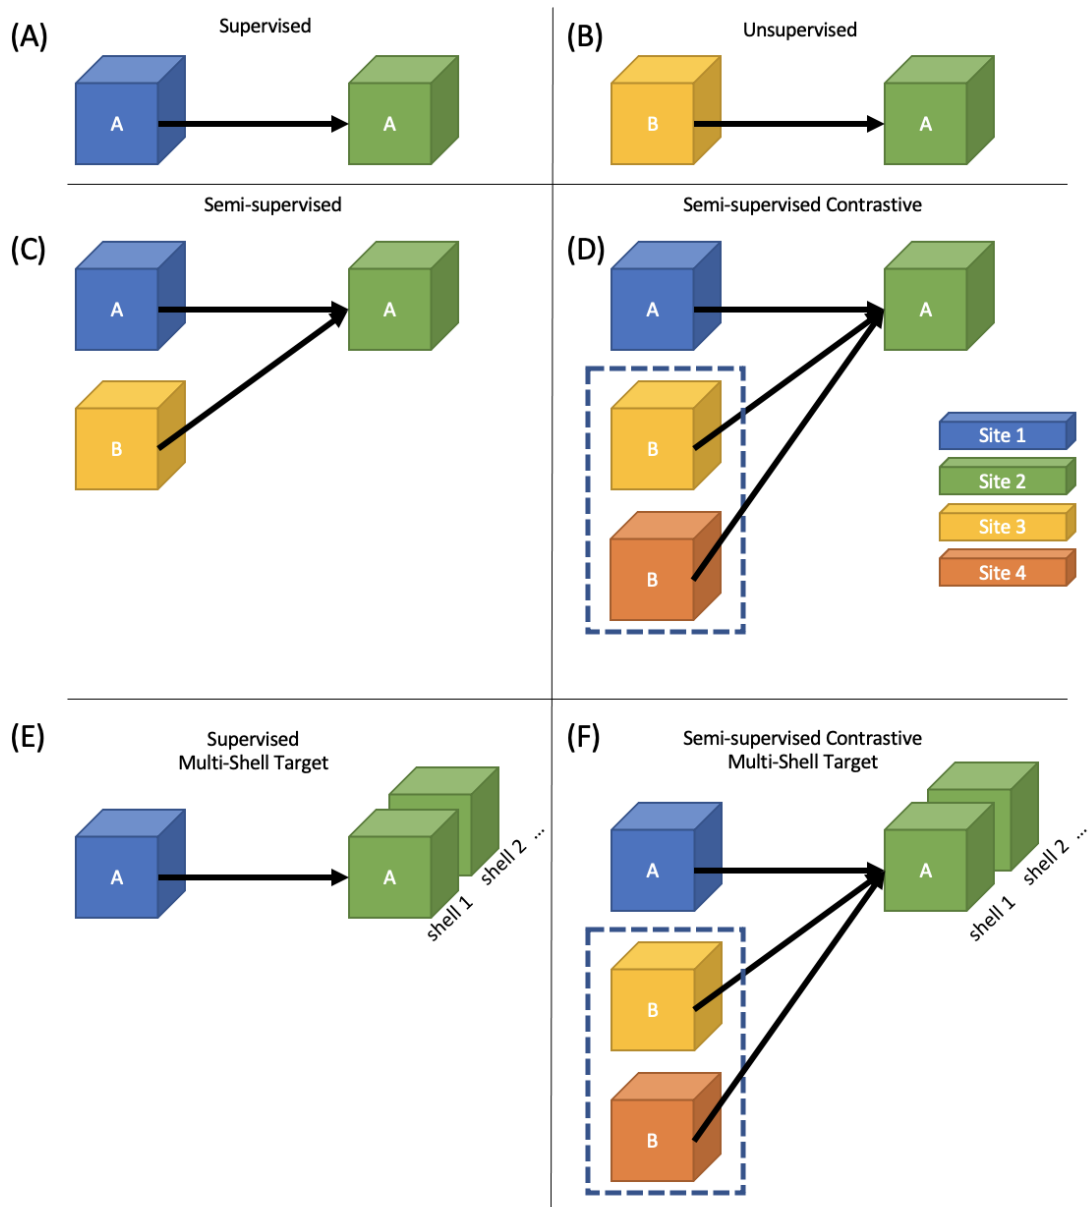 (A)
Supervised
A
A
(B)
Unsupervised
B
A
(C)
Semi-supervised
A
A
B
(D)
Semi-supervised Contrastive
A
A
B
B
Site 1
Site 2
Site 3
Site 4
(E)
Supervised
Multi-Shell Target
A
A
shell 1
shell 2 ...
(F)
Semi-supervised Contrastive
Multi-Shell Target
A
A
shell 1
shell 2 ...
B
B